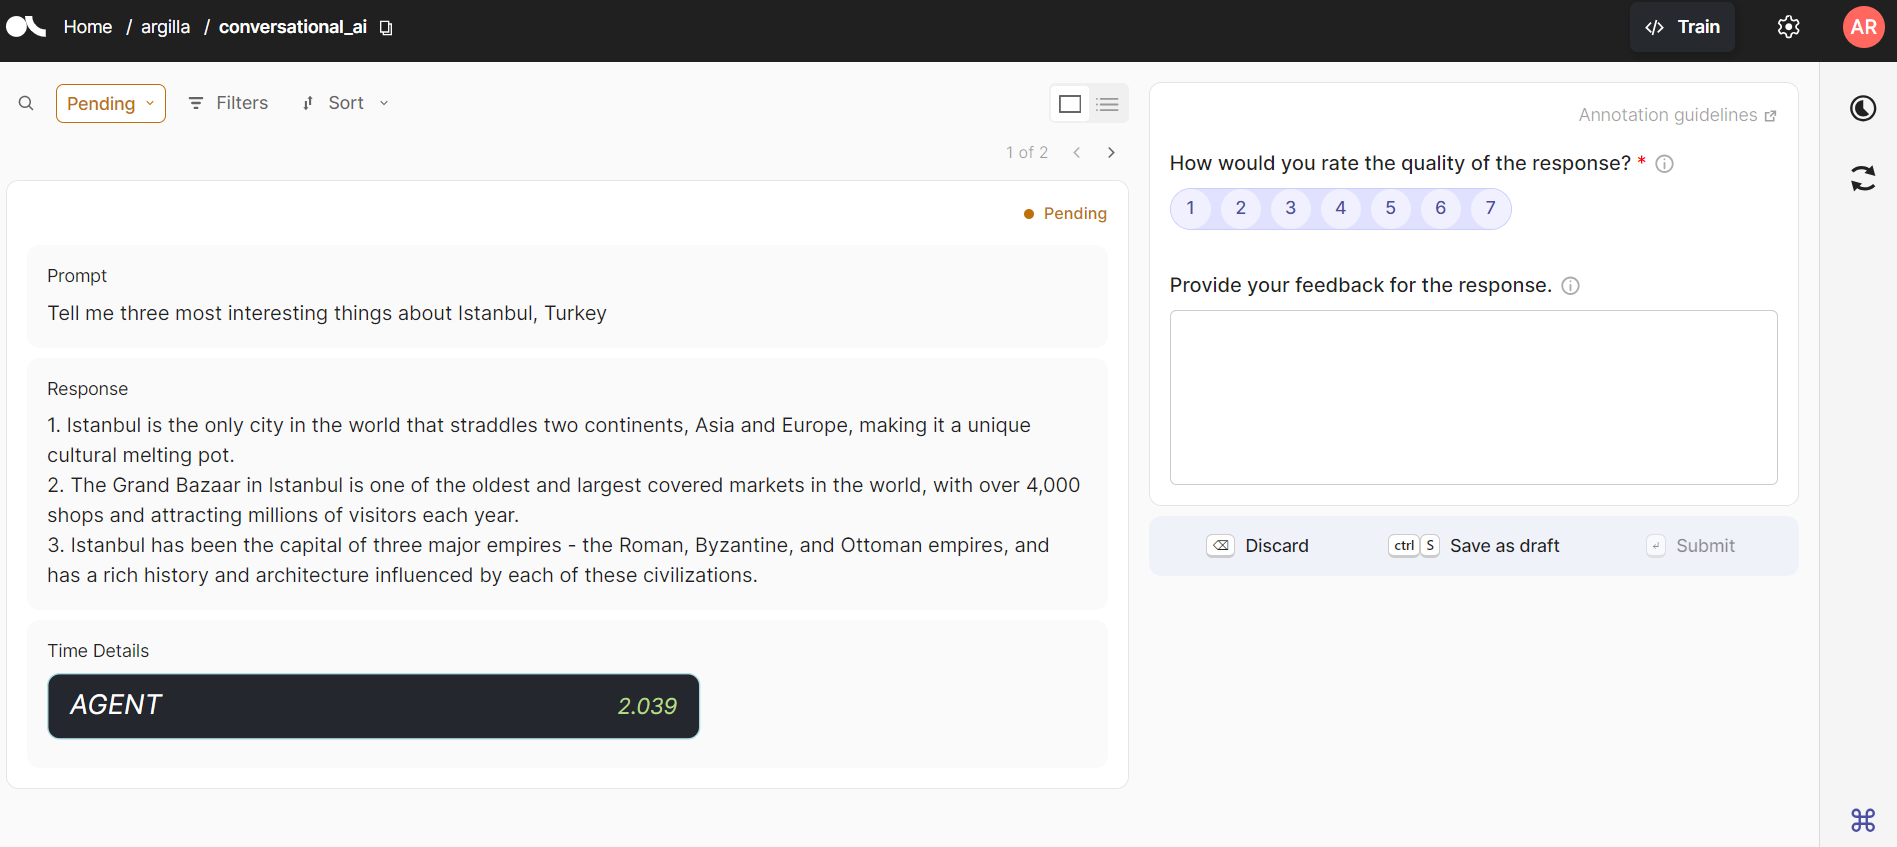 Home / argilla / conversational_ai
Train
AR
Pending
Filters
Sort
1 of 2
Pending
Prompt
Tell me three most interesting things about Istanbul, Turkey
Response
1. Istanbul is the only city in the world that straddles two continents, Asia and Europe, making it a unique
cultural melting pot.
2. The Grand Bazaar in Istanbul is one of the oldest and largest covered markets in the world, with over 4,000
shops and attracting millions of visitors each year.
3. Istanbul has been the capital of three major empires - the Roman, Byzantine, and Ottoman empires, and
has a rich history and architecture influenced by each of these civilizations.
Time Details
AGENT 2.039
Annotation guidelines
How would you rate the quality of the response? *
1 2 3 4 5 6 7
Provide your feedback for the response.
Discard
ctrl S Save as draft
Submit